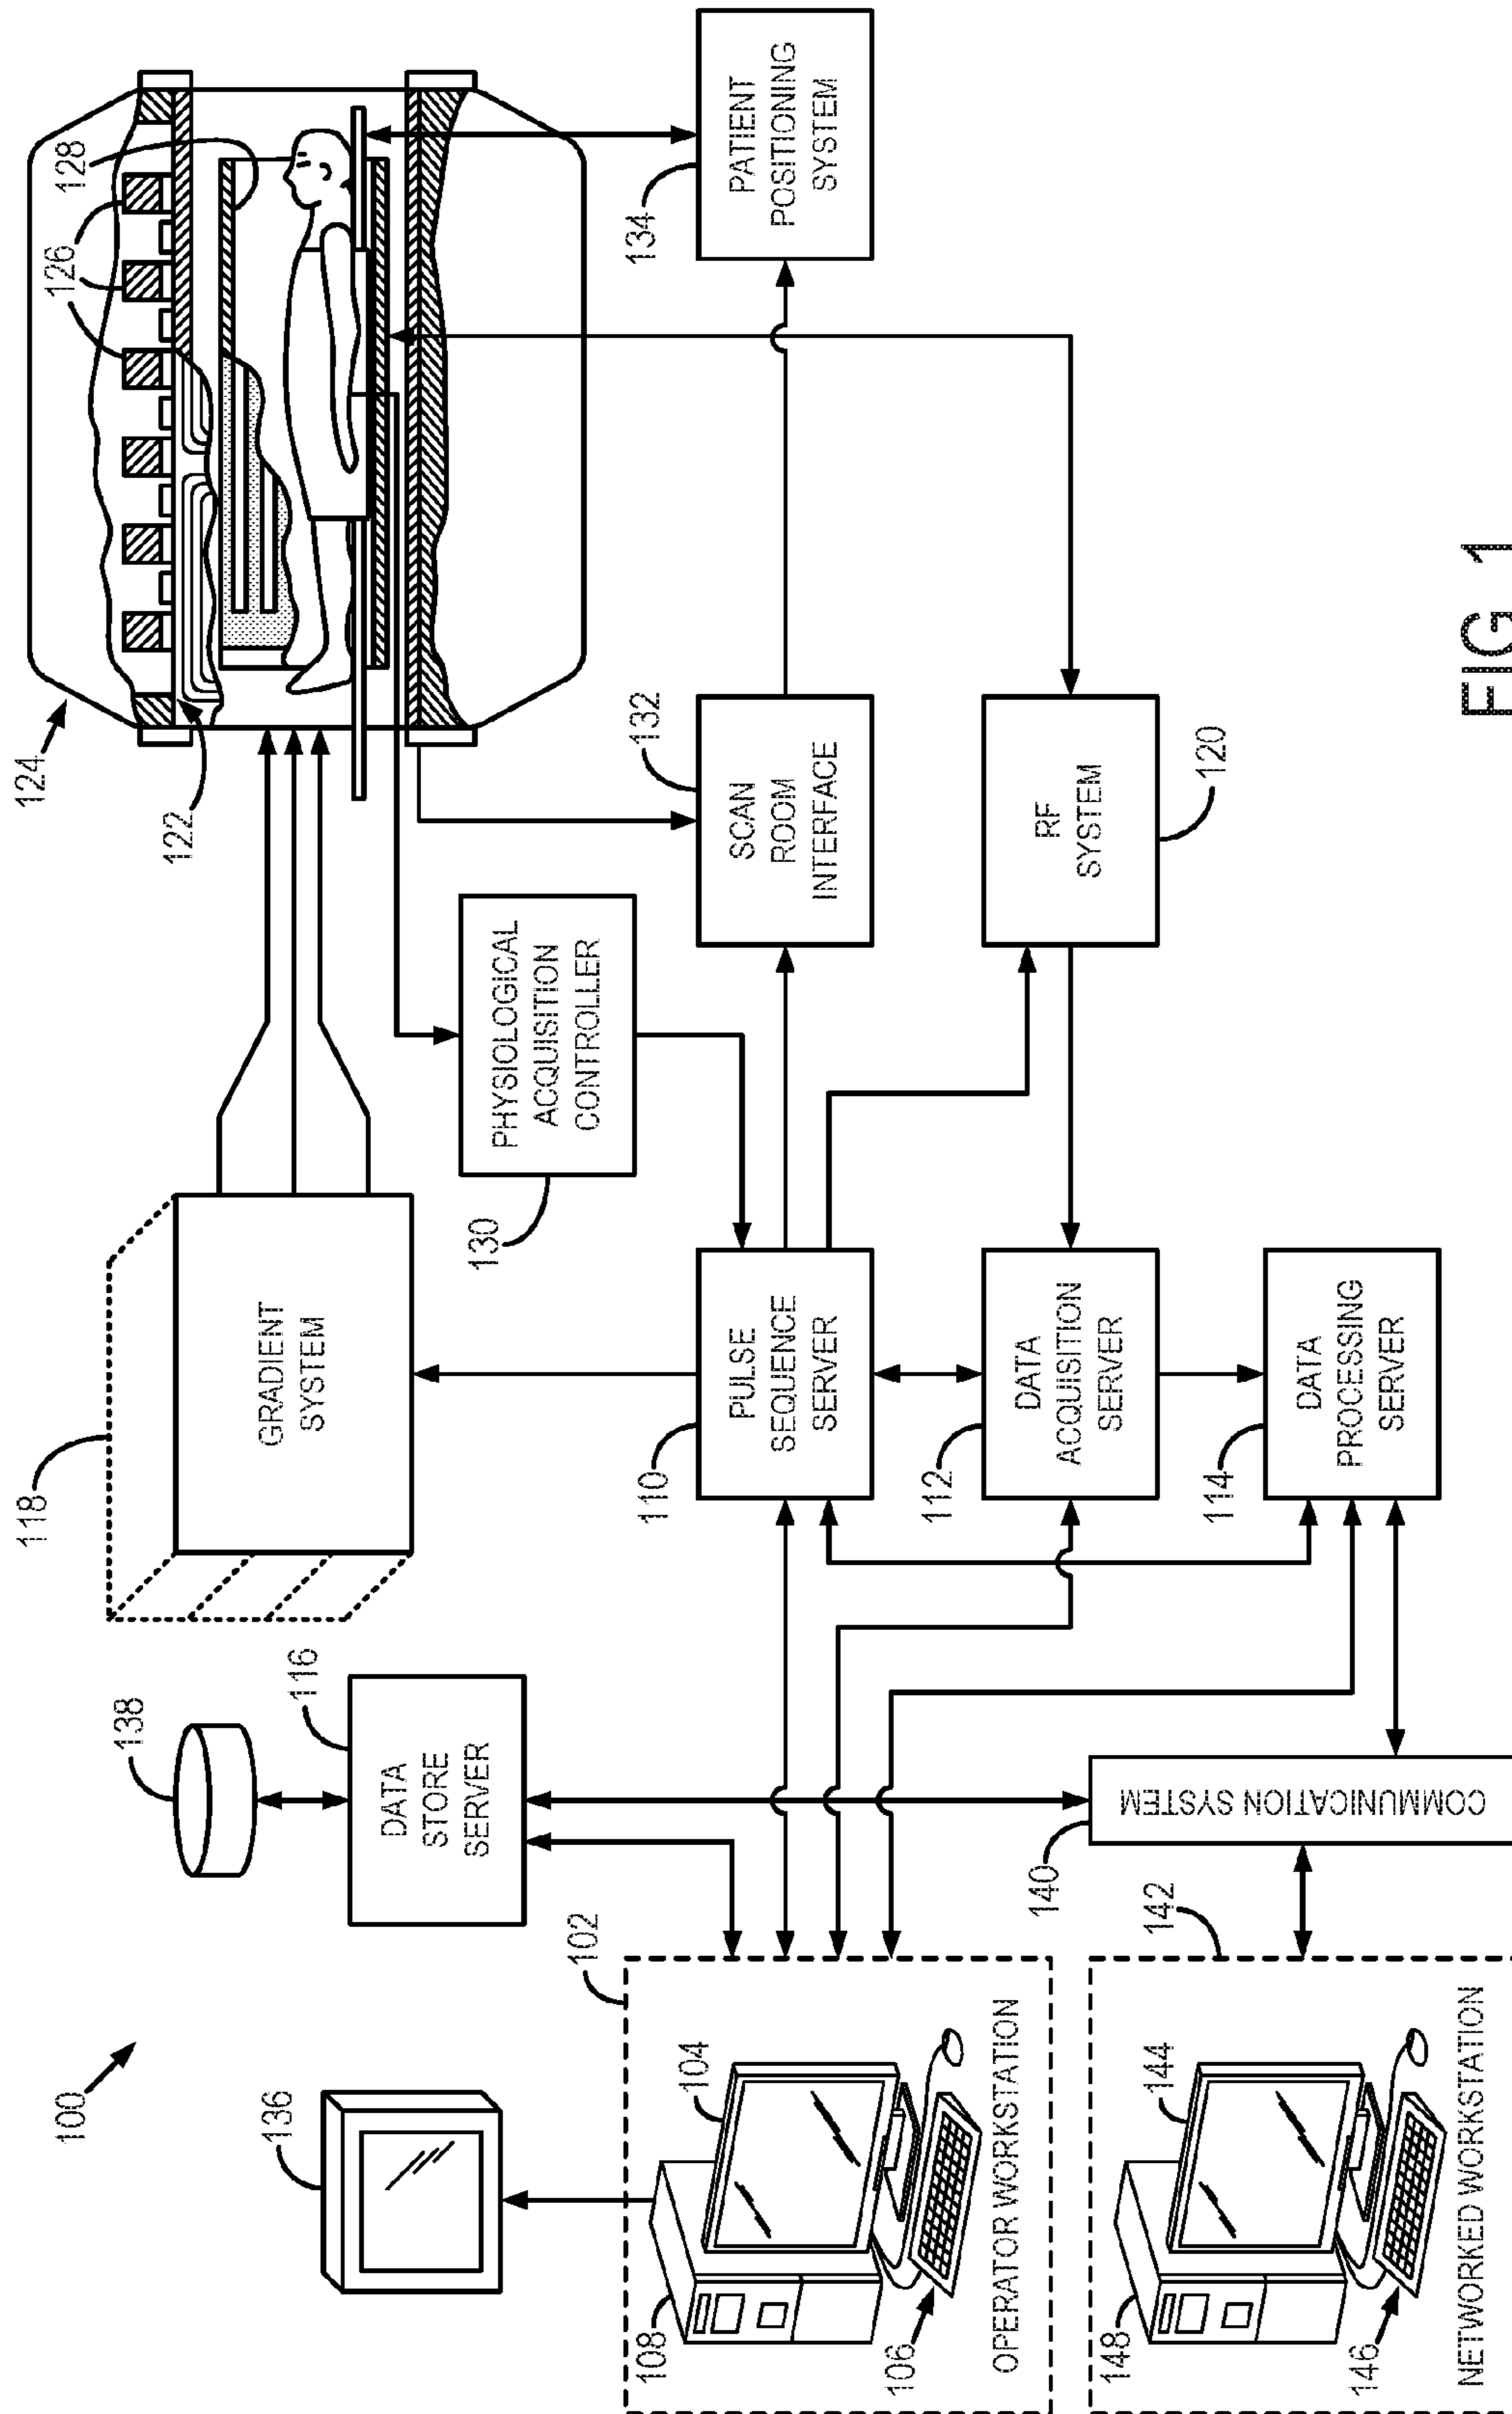 100
136
138
116
DATA
STORE
SERVER
118
GRADIENT
SYSTEM
124
122
126
128
130
PHYSIOLOGICAL
ACQUISITION
CONTROLLER
102
104
108
106
OPERATOR WORKSTATION
110
PULSE
SEQUENCE
SERVER
132
SCAN
ROOM
INTERFACE
134
PATIENT
POSITIONING
SYSTEM
112
DATA
ACQUISITION
SERVER
RF
SYSTEM
120
114
DATA
PROCESSING
SERVER
140
COMMUNICATION SYSTEM
142
144
148
146
NETWORKED WORKSTATION
FIG. 1